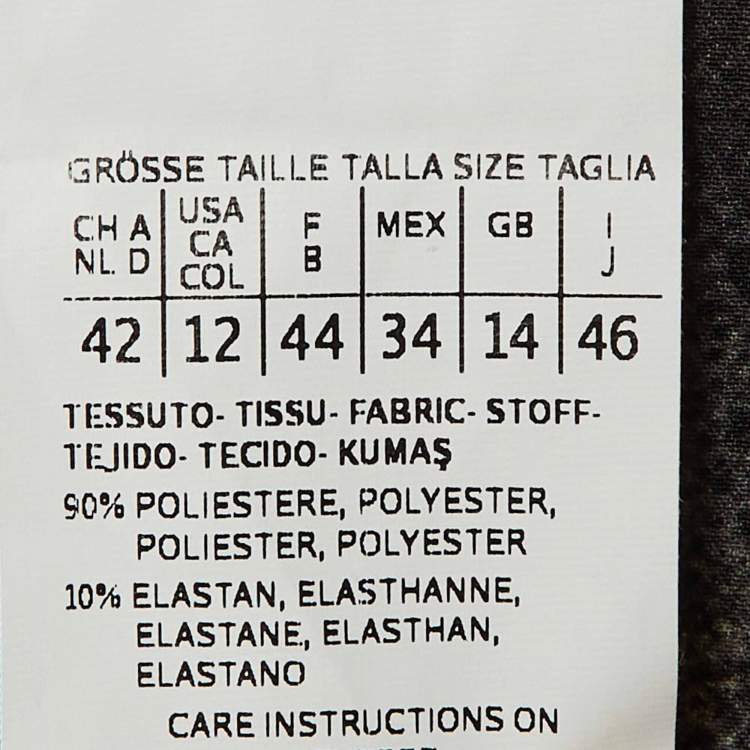 GRÖSSE TAILLE TALLA SIZE TAGLIA
CH A NL D | USA CA COL | F B | MEX | GB | I J
42 | 12 | 44 | 34 | 14 | 46
TESSUTO- TISSU- FABRIC- STOFF-
TEJIDO- TECIDO- KUMAŞ
90% POLIESTERE, POLYESTER,
POLIESTER, POLYESTER
10% ELASTAN, ELASTHANNE,
ELASTANE, ELASTHAN,
ELASTANO
CARE INSTRUCTIONS ON